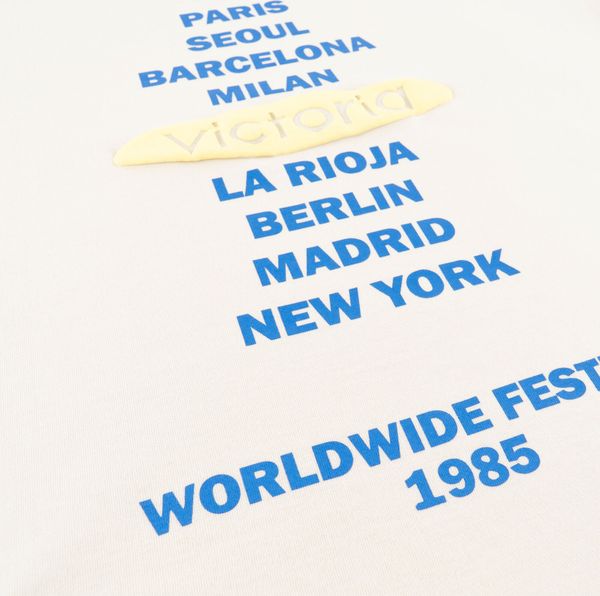 PARIS
SEOUL
BARCELONA
MILAN
victoria
LA RIOJA
BERLIN
MADRID
NEW YORK
WORLDWIDE FEST
1985